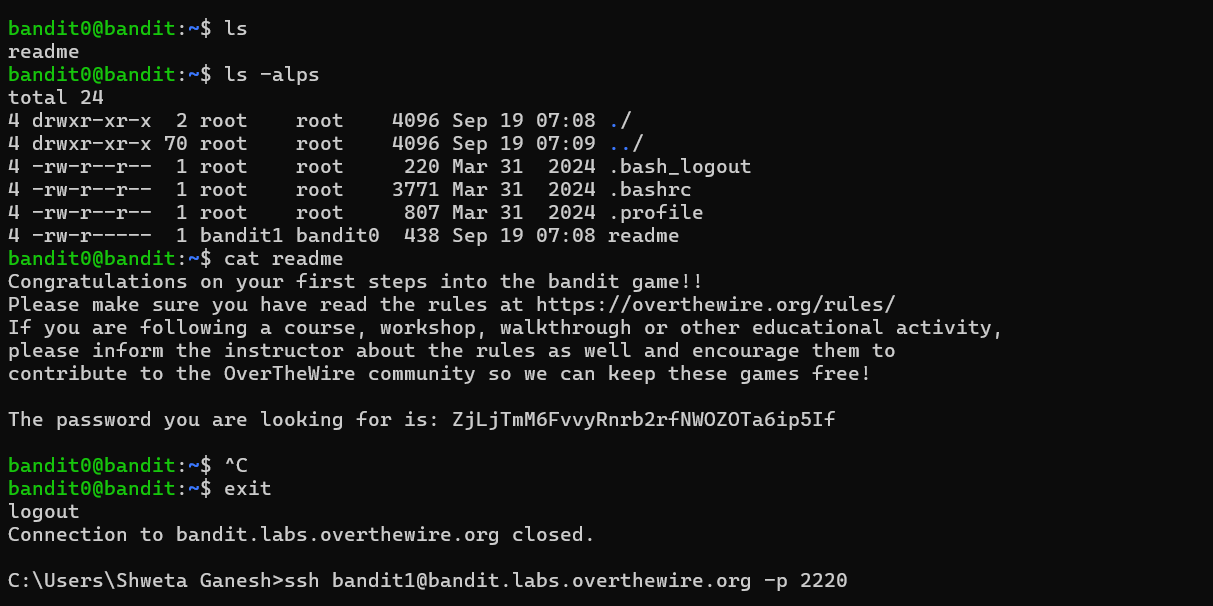 bandit0@bandit:~$ ls
readme
bandit0@bandit:~$ ls -alps
total 24
4 drwxr-xr-x  2 root    root    4096 Sep 19 07:08 ./
4 drwxr-xr-x 70 root    root    4096 Sep 19 07:09 ../
4 -rw-r--r--  1 root    root     220 Mar 31  2024 .bash_logout
4 -rw-r--r--  1 root    root    3771 Mar 31  2024 .bashrc
4 -rw-r--r--  1 root    root     807 Mar 31  2024 .profile
4 -rw-r-----  1 bandit1 bandit0  438 Sep 19 07:08 readme
bandit0@bandit:~$ cat readme
Congratulations on your first steps into the bandit game!!
Please make sure you have read the rules at https://overthewire.org/rules/
If you are following a course, workshop, walkthrough or other educational activity,
please inform the instructor about the rules as well and encourage them to
contribute to the OverTheWire community so we can keep these games free!
The password you are looking for is: ZjLjTmM6FvvyRnrb2rfNWOZOTa6ip5If
bandit0@bandit:~$ ^C
bandit0@bandit:~$ exit
logout
Connection to bandit.labs.overthewire.org closed.
C:\Users\Shweta Ganesh>ssh bandit1@bandit.labs.overthewire.org -p 2220